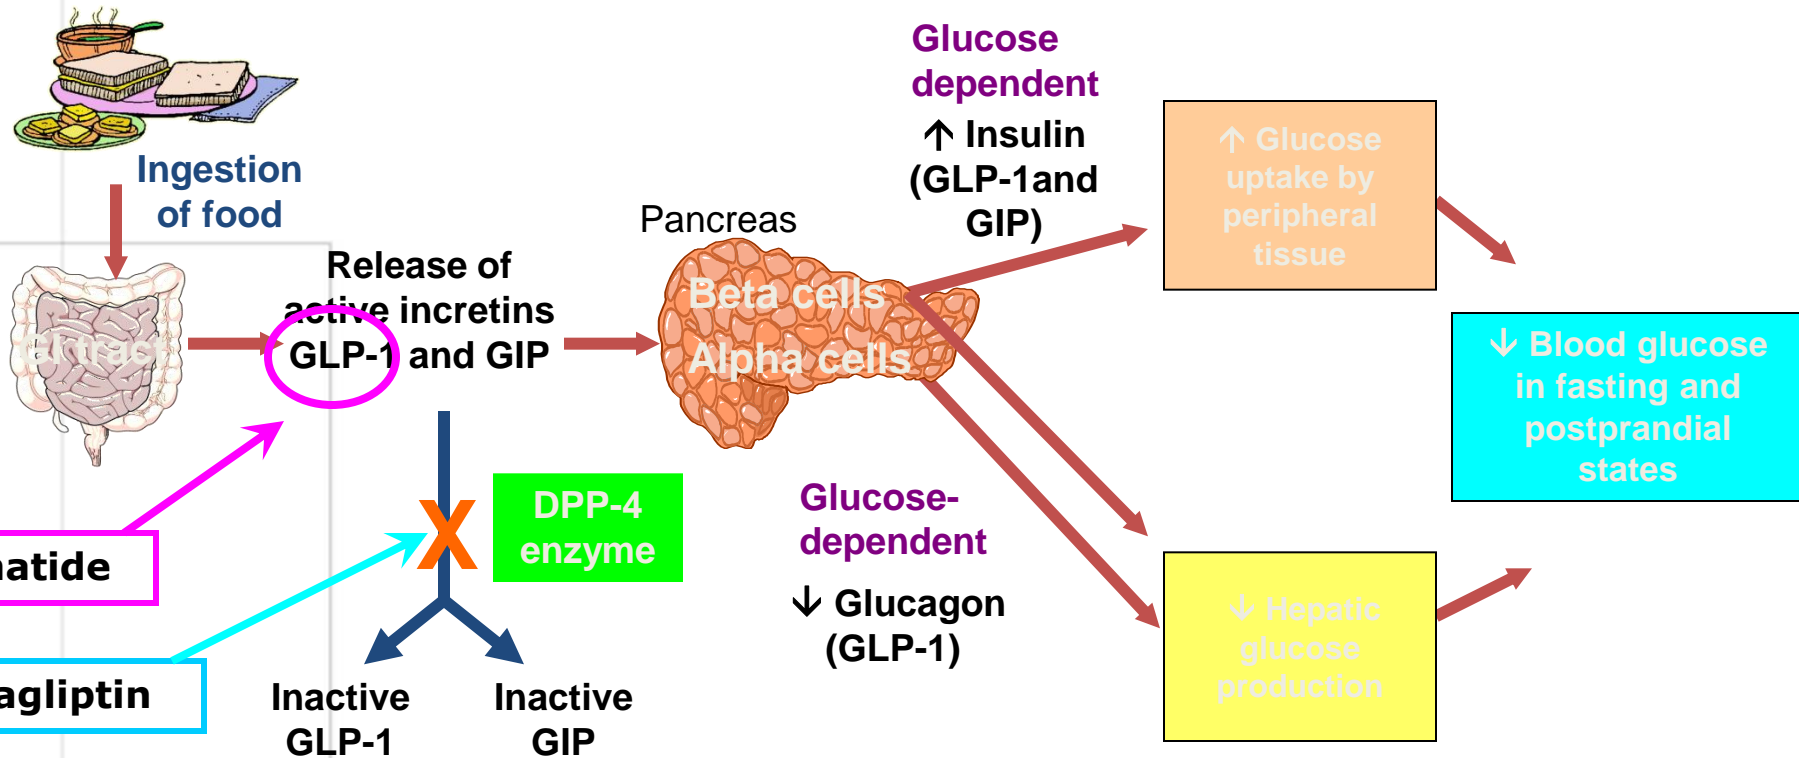 Ingestion
of food
GI tract
Release of
active incretins
GLP-1 and GIP
Pancreas
Beta cells
Alpha cells
Glucose
dependent
↑ Insulin
(GLP-1and
GIP)
↑ Glucose
uptake by
peripheral
tissue
↓ Blood glucose
in fasting and
postprandial
states
Glucose-
dependent
↓ Glucagon
(GLP-1)
↓ Hepatic
glucose
production
DPP-4
enzyme
X
atide
agliptin
Inactive
GLP-1
Inactive
GIP